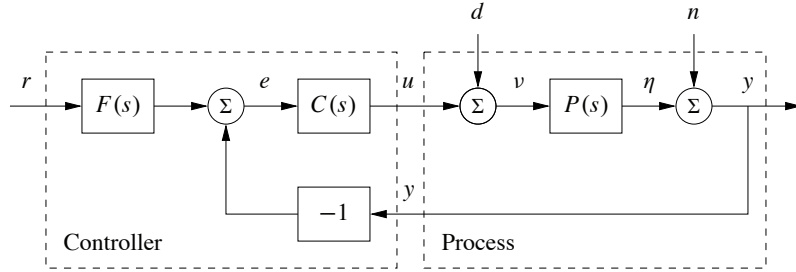 d
n
r
F(s)
Σ
e
C(s)
u
Σ
ν
P(s)
η
Σ
y
−1
y
Controller
Process